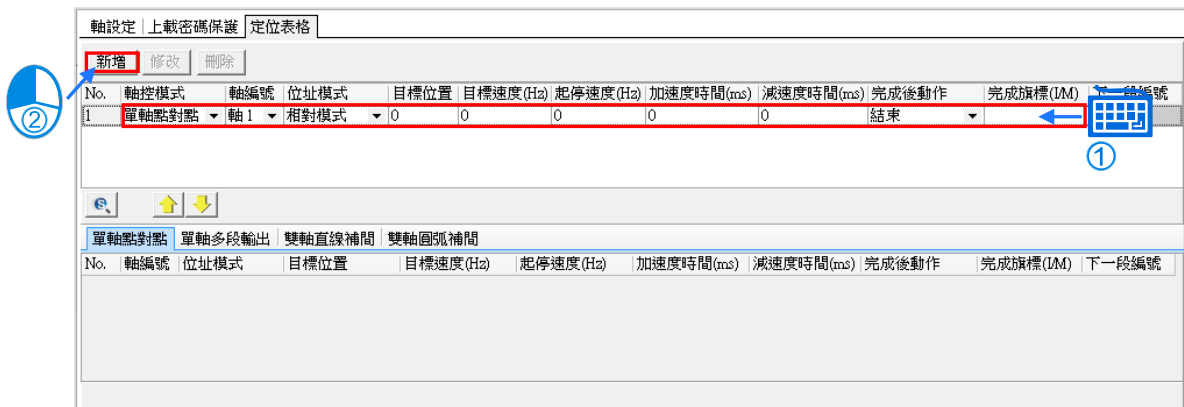 軸設定 上載密碼保護 定位表格
新增 修改 刪除
No. 軸控模式 軸編號 位址模式 目標位置 目標速度(Hz) 起停速度(Hz) 加速度時間(ms) 減速度時間(ms) 完成後動作 完成旗標(I/M) 下一段編號
1 單軸點對點 軸 1 相對模式 0 0 0 0 0 結束
②
①
單軸點對點 單軸多段輸出 雙軸直線補間 雙軸圓弧補間
No. 軸編號 位址模式 目標位置 目標速度(Hz) 起停速度(Hz) 加速度時間(ms) 減速度時間(ms) 完成後動作 完成旗標(I/M) 下一段編號